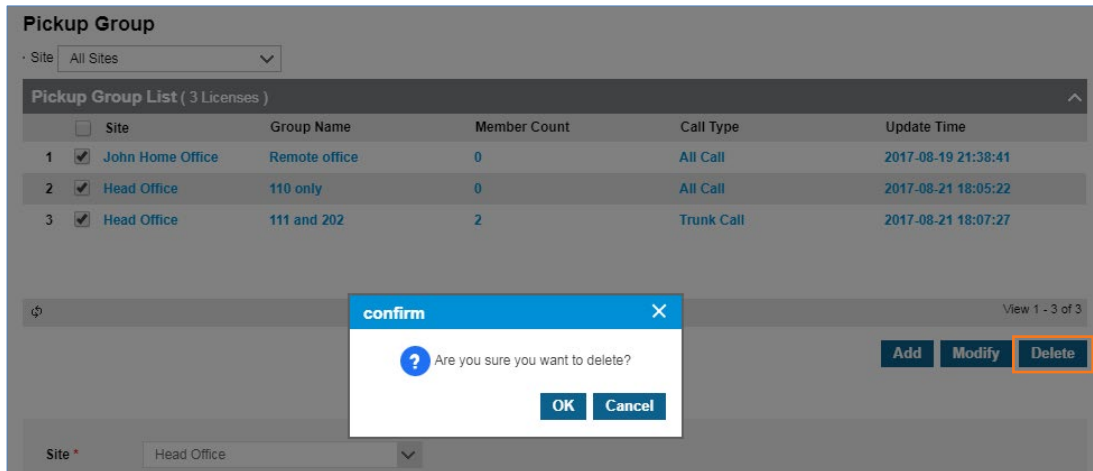 Pickup Group
· Site All Sites
Pickup Group List ( 3 Licenses )
Site Group Name Member Count Call Type Update Time
1 John Home Office Remote office 0 All Call 2017-08-19 21:38:41
2 Head Office 110 only 0 All Call 2017-08-21 18:05:22
3 Head Office 111 and 202 2 Trunk Call 2017-08-21 18:07:27
View 1 - 3 of 3
confirm
Are you sure you want to delete?
OK Cancel
Add Modify Delete
Site * Head Office